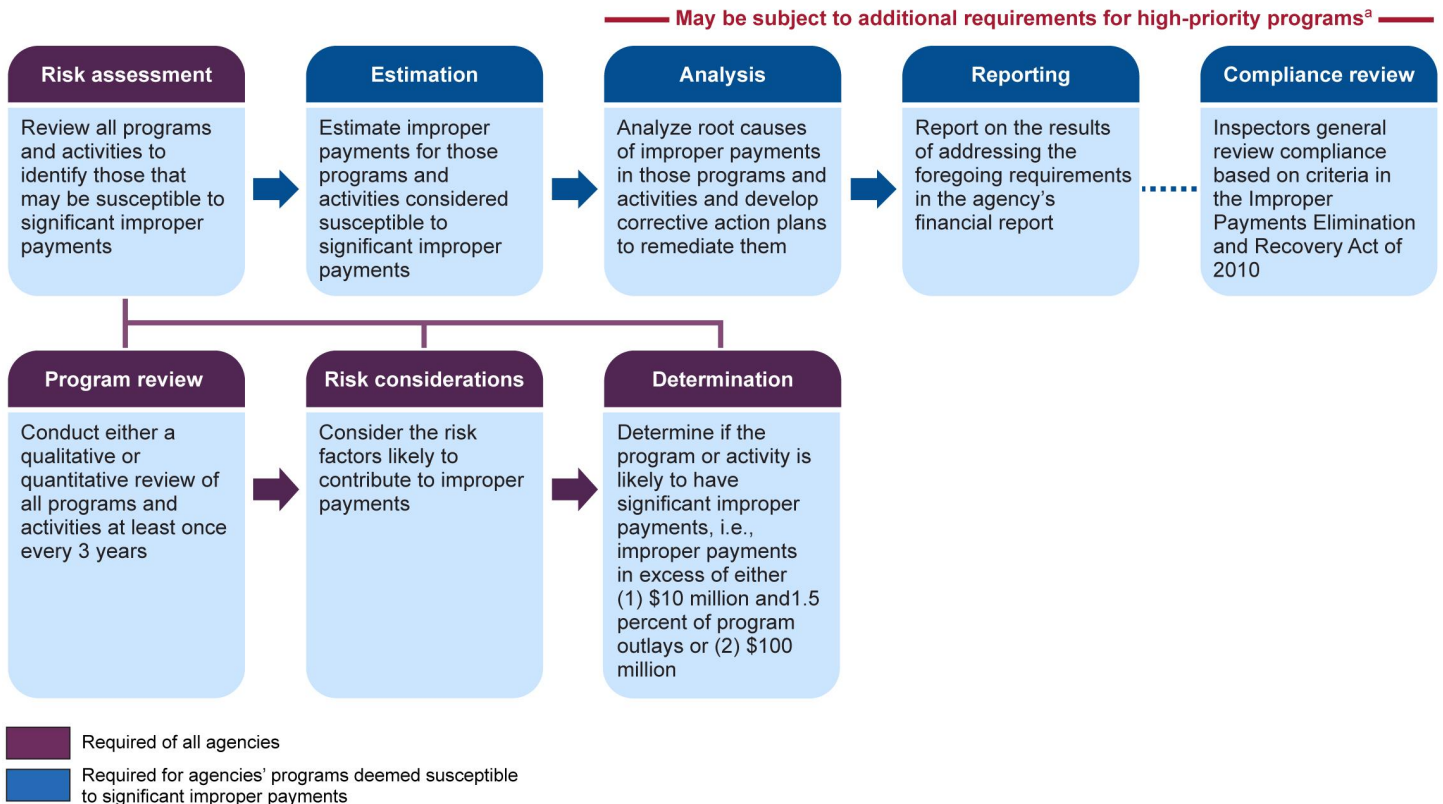 May be subject to additional requirements for high-priority programsª
Risk assessment
Review all programs
and activities to
identify those that
may be susceptible to
significant improper
payments
Estimation
Estimate improper
payments for those
programs and
activities considered
susceptible to
significant improper
payments
Analysis
Analyze root causes
of improper payments
in those programs and
activities and develop
corrective action plans
to remediate them
Reporting
Report on the results
of addressing the
foregoing requirements
in the agency’s
financial report
Compliance review
Inspectors general
review compliance
based on criteria in
the Improper
Payments Elimination
and Recovery Act of
2010
Program review
Conduct either a
qualitative or
quantitative review of
all programs and
activities at least once
every 3 years
Risk considerations
Consider the risk
factors likely to
contribute to improper
payments
Determination
Determine if the
program or activity is
likely to have
significant improper
payments, i.e.,
improper payments
in excess of either
(1) $10 million and1.5
percent of program
outlays or (2) $100
million
Required of all agencies
Required for agencies’ programs deemed susceptible
to significant improper payments